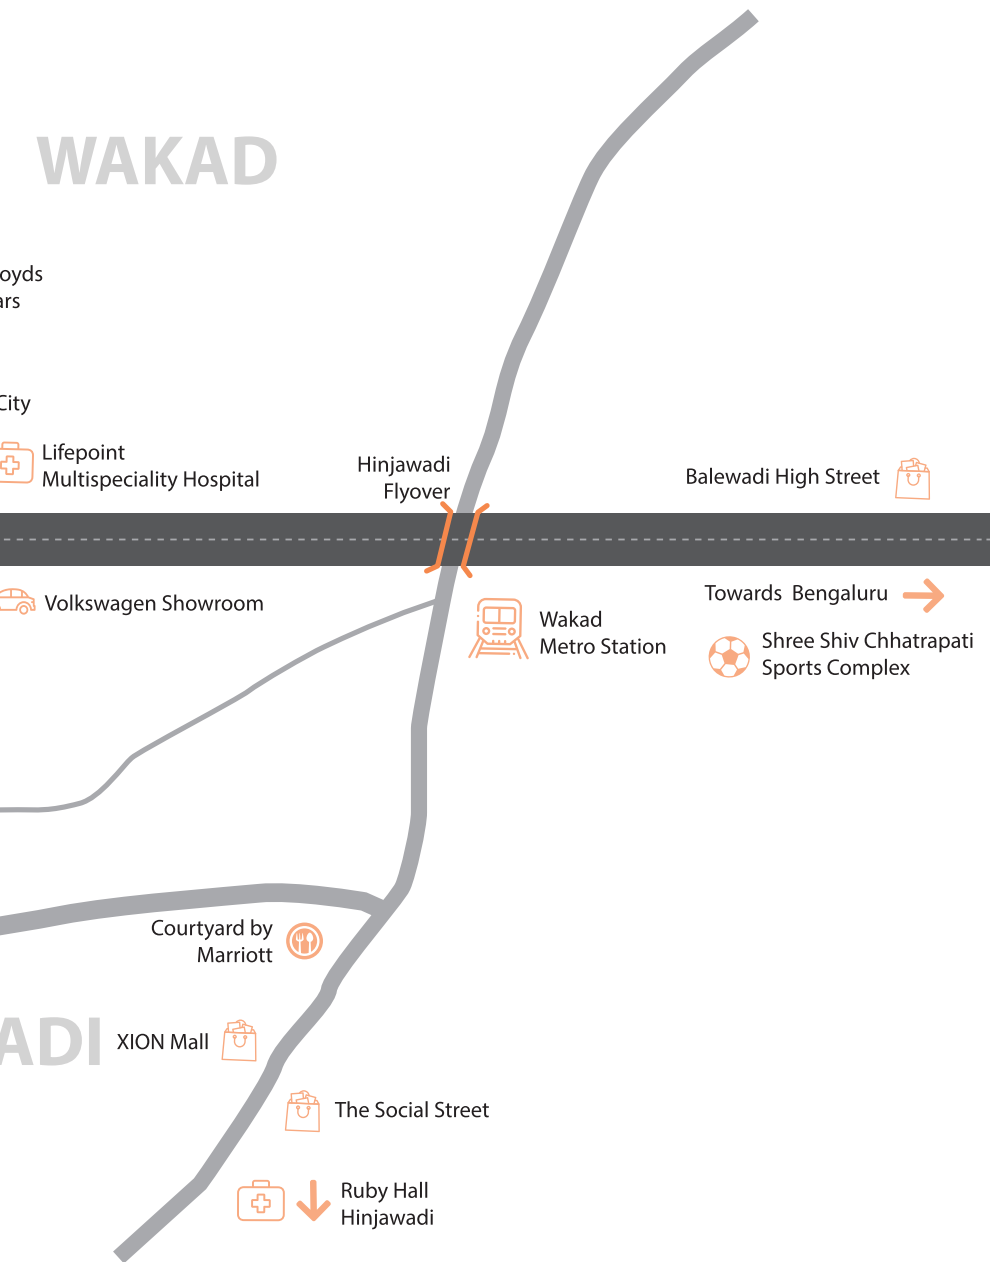 WAKAD
oyds
ars
City
Lifepoint
Multispeciality Hospital
Hinjawadi
Flyover
Balewadi High Street
Volkswagen Showroom
Wakad
Metro Station
Towards Bengaluru
Shree Shiv Chhatrapati
Sports Complex
Courtyard by
Marriott
ADI
XION Mall
The Social Street
Ruby Hall
Hinjawadi